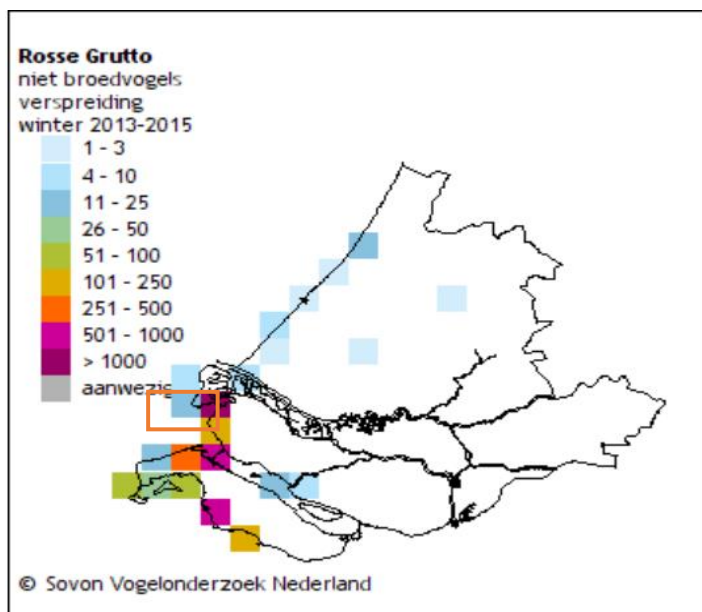 Rosse Grutto
niet broedvogels
verspreiding
winter 2013-2015
1 - 3
4 - 10
11 - 25
26 - 50
51 - 100
101 - 250
251 - 500
501 - 1000
> 1000
aanwezig
© Sovon Vogelonderzoek Nederland